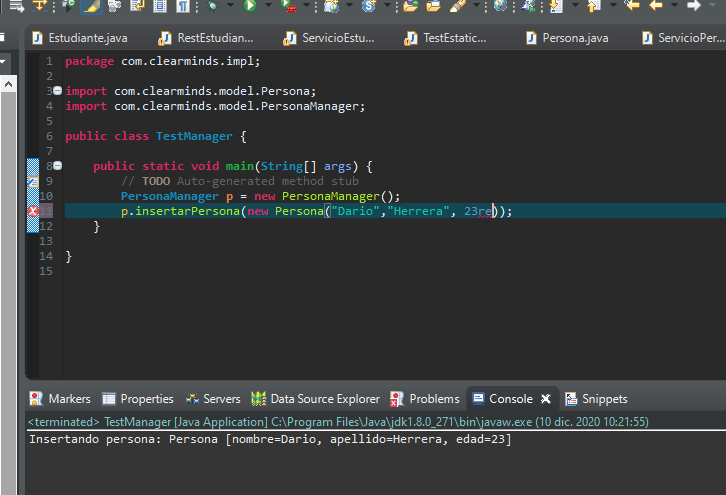 Estudiante.java RestEstudian... ServicioEstu... TestEstatic... Persona.java ServicioPer...
1 package com.clearminds.impl;
2
3 import com.clearminds.model.Persona;
4 import com.clearminds.model.PersonaManager;
5
6 public class TestManager {
7
8 public static void main(String[] args) {
9 // TODO Auto-generated method stub
10 PersonaManager p = new PersonaManager();
11 p.insertarPersona(new Persona("Dario","Herrera", 23re));
12 }
13
14 }
15
Markers Properties Servers Data Source Explorer Problems Console Snippets
<terminated> TestManager [Java Application] C:\Program Files\Java\jdk1.8.0_271\bin\javaw.exe (10 dic. 2020 10:21:55)
Insertando persona: Persona [nombre=Dario, apellido=Herrera, edad=23]